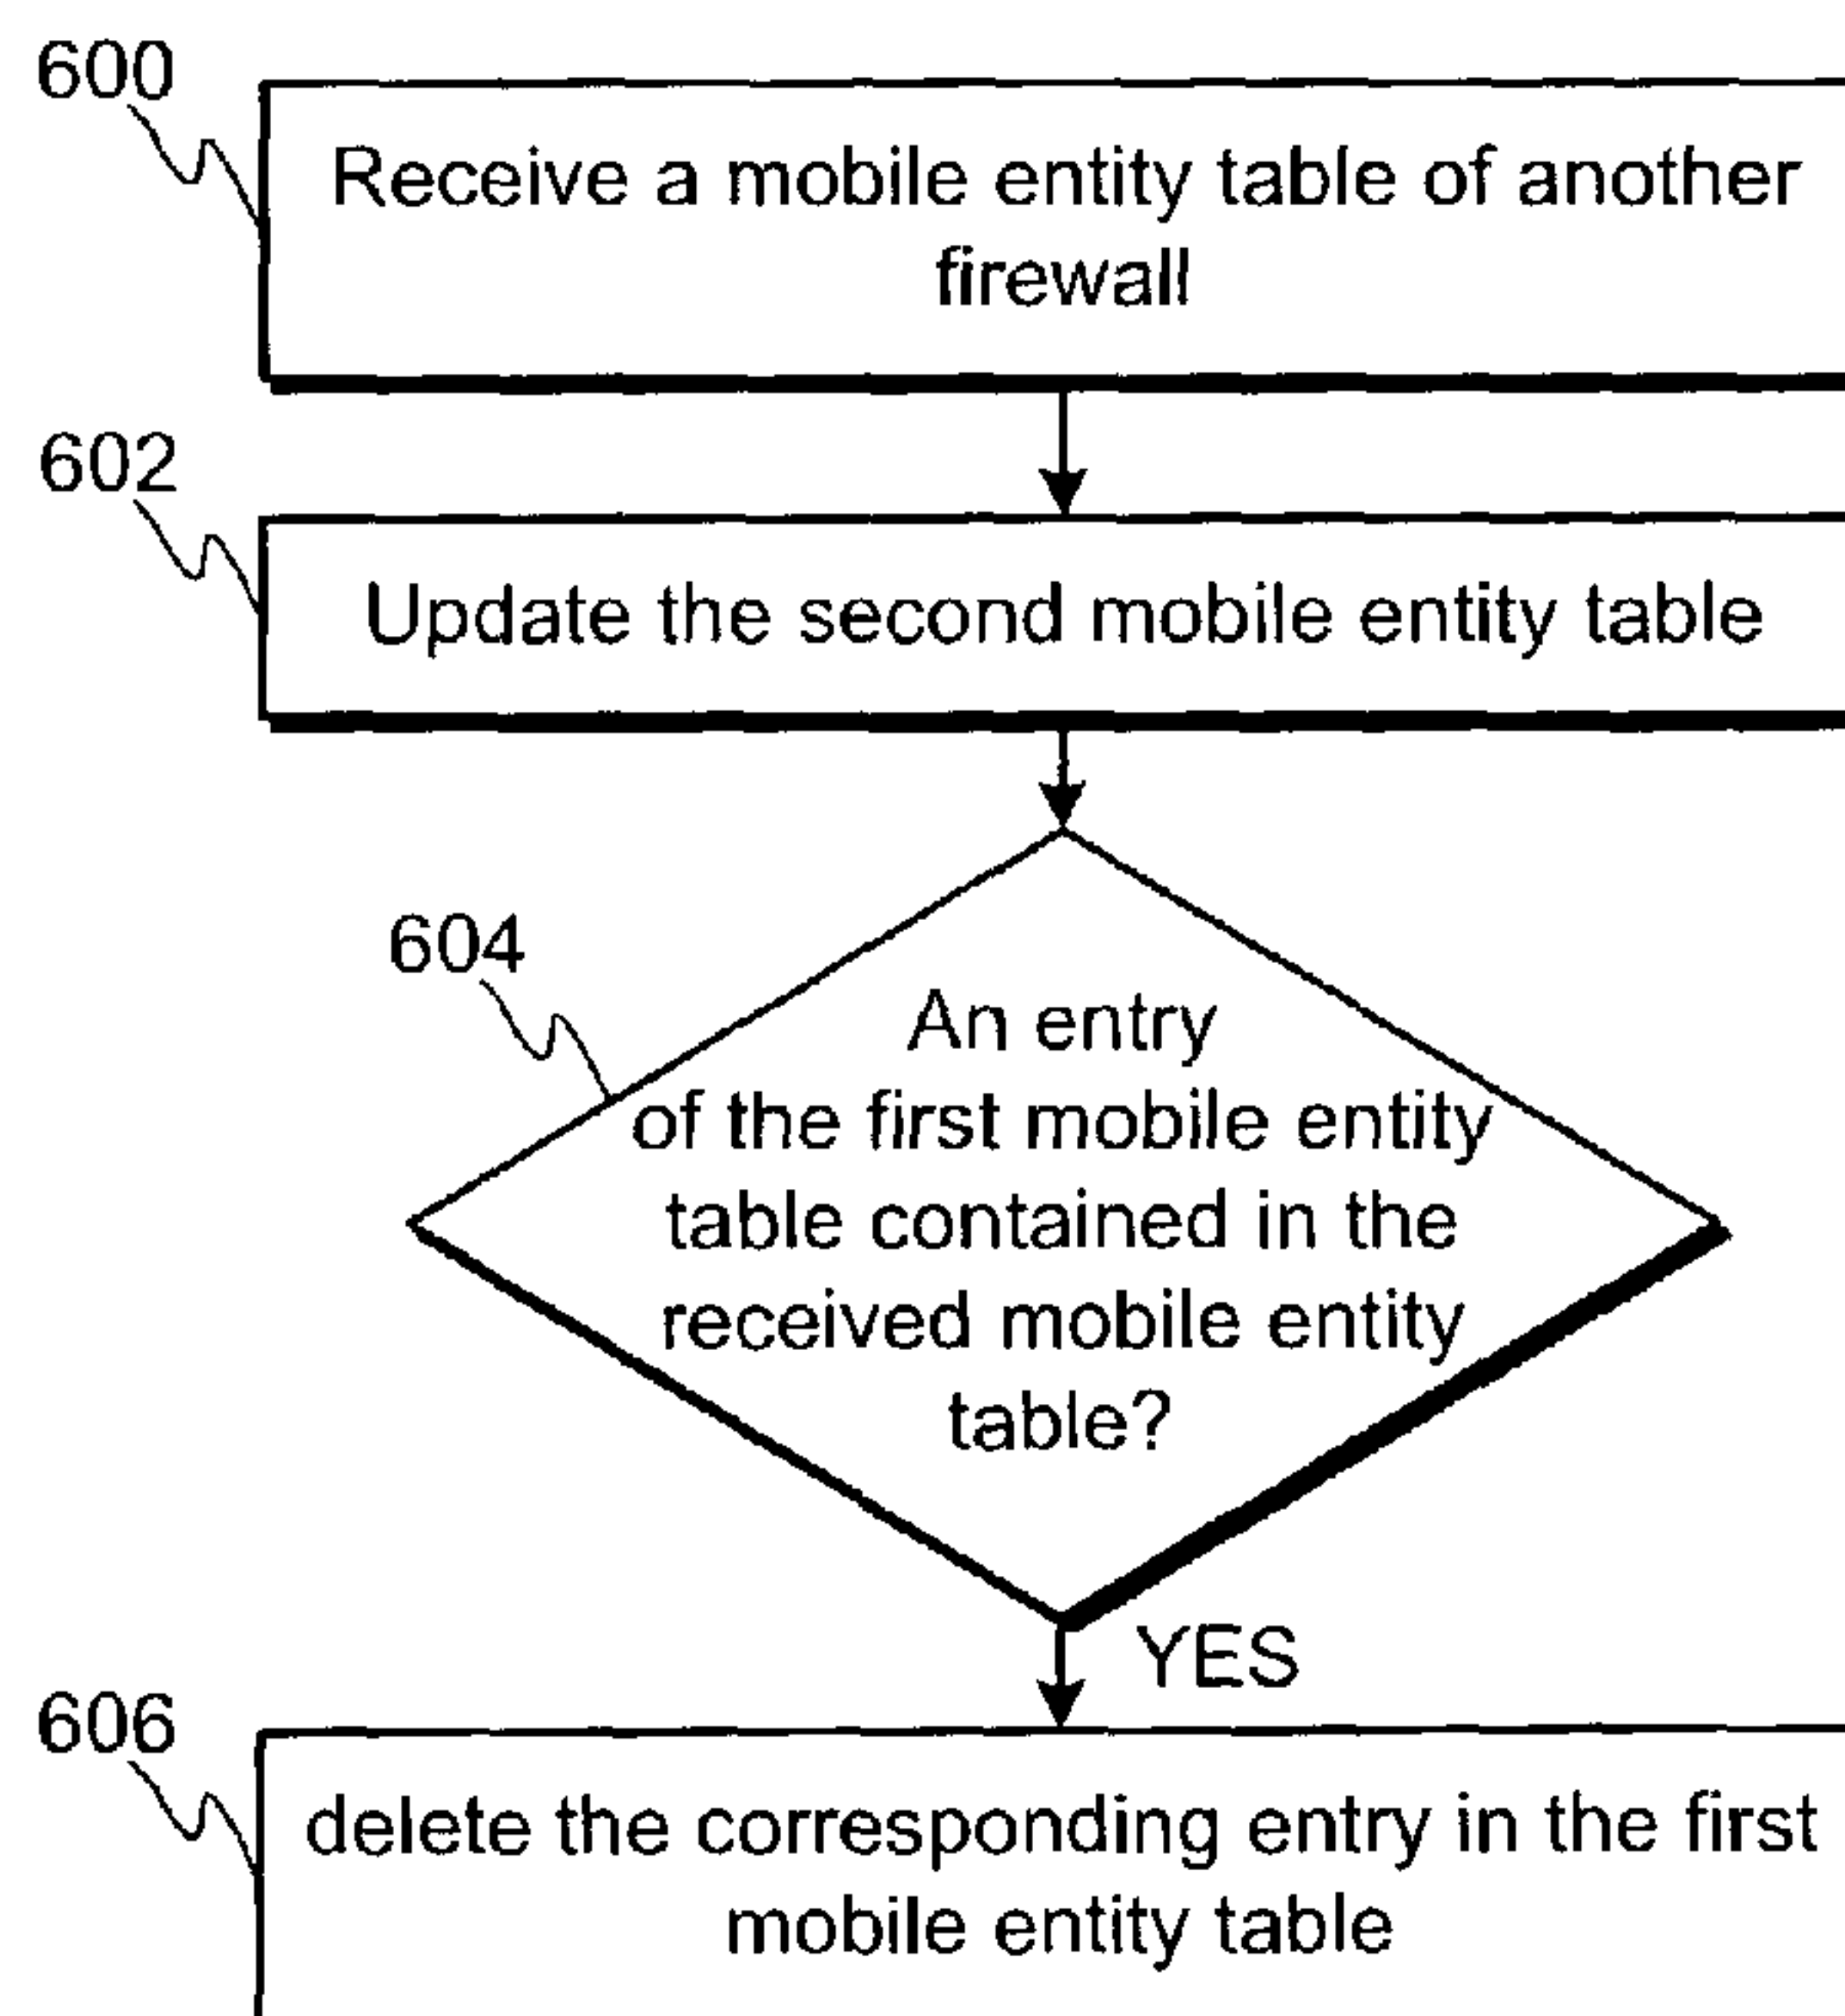 600
Receive a mobile entity table of another
firewall
602
Update the second mobile entity table
604
An entry
of the first mobile entity
table contained in the
received mobile entity
table?
YES
606
delete the corresponding entry in the first
mobile entity table